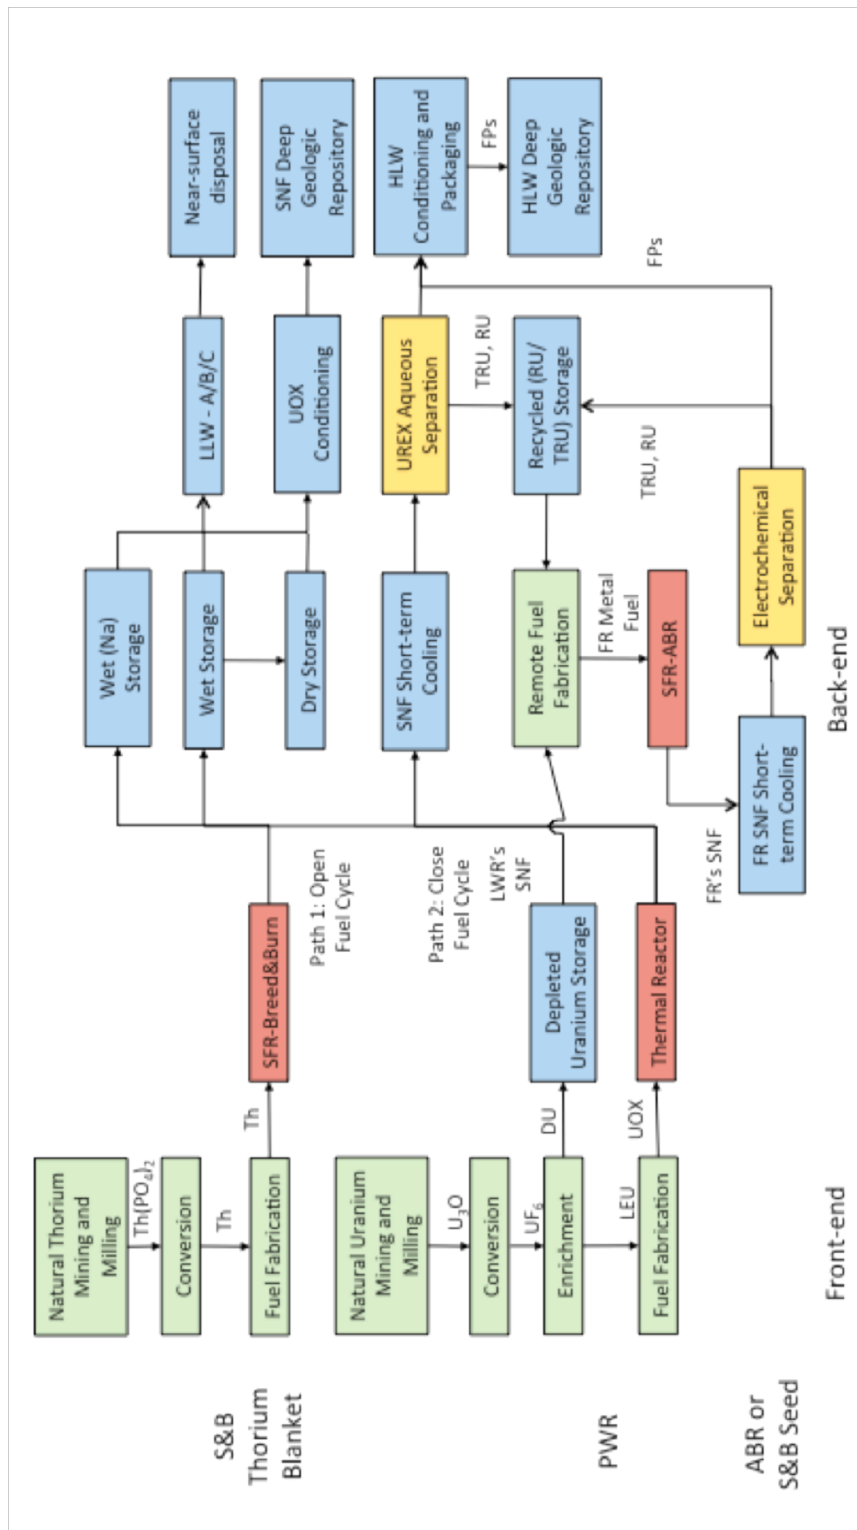 S&B
Thorium
Blanket
Natural Thorium
Mining and
Milling
Th(PO₄)₂
Conversion
Th
Fuel Fabrication
Th
SFR-Breed&Burn
Path 1: Open
Fuel Cycle
Wet (Na)
Storage
Wet Storage
Dry Storage
LLW - A/B/C
UOX
Conditioning
Near-surface
disposal
SNF Deep
Geologic
Repository
PWR
Natural Uranium
Mining and
Milling
U₃O
Conversion
UF₆
Enrichment
DU
LEU
Fuel Fabrication
UOX
Depleted
Uranium Storage
Thermal Reactor
Path 2: Close
Fuel Cycle
LWR's
SNF
SNF Short-term
Cooling
UREX Aqueous
Separation
TRU, RU
HLW
Conditioning and
Packaging
FPs
HLW Deep
Geologic
Repository
Recycled (RU/
TRU) Storage
Remote Fuel
Fabrication
FR Metal
Fuel
SFR-ABR
TRU, RU
FPs
ABR or
S&B Seed
FR's SNF
FR SNF Short-
term Cooling
Electrochemical
Separation
Front-end
Back-end